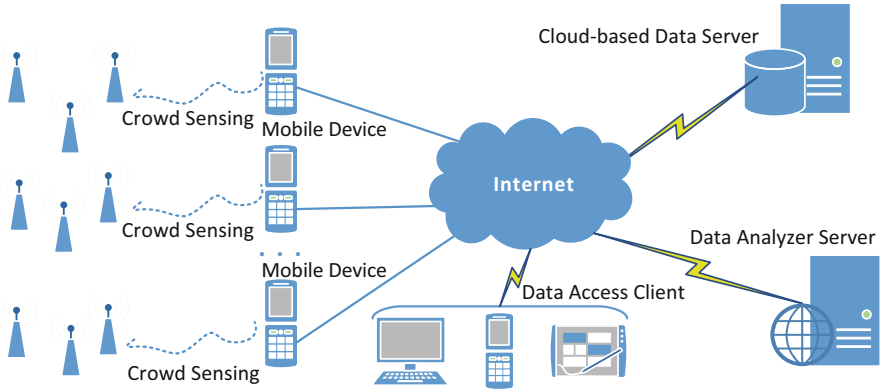 Cloud-based Data Server
Crowd Sensing
Mobile Device
Internet
Crowd Sensing
Data Analyzer Server
. . .
Mobile Device
Data Access Client
Crowd Sensing